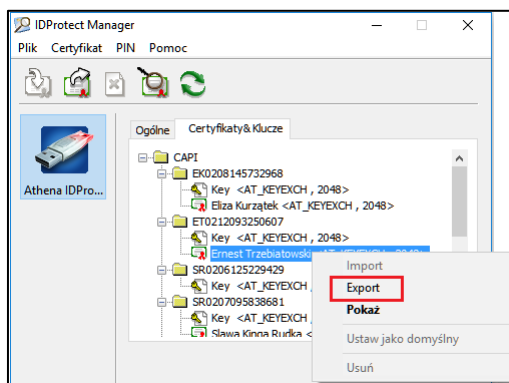 IDProtect Manager
Plik Certyfikat PIN Pomoc
Ogólne Certyfikaty& Klucze
Athena IDPro...
CAPI
EK0208145732968
Key <AT_KEYEXCH , 2048>
Eliza Kurzątek <AT_KEYEXCH , 2048>
ET0212093250607
Key <AT_KEYEXCH , 2048>
Ernest Trzebiatowski <AT_KEYEXCH , 2048>
SR0206125229429
Key <AT_KEYEXCH ,
SR0207095838681
Key <AT_KEYEXCH ,
Sława Kinga Rudka <
Import
Export
Pokaż
Ustaw jako domyślny
Usuń